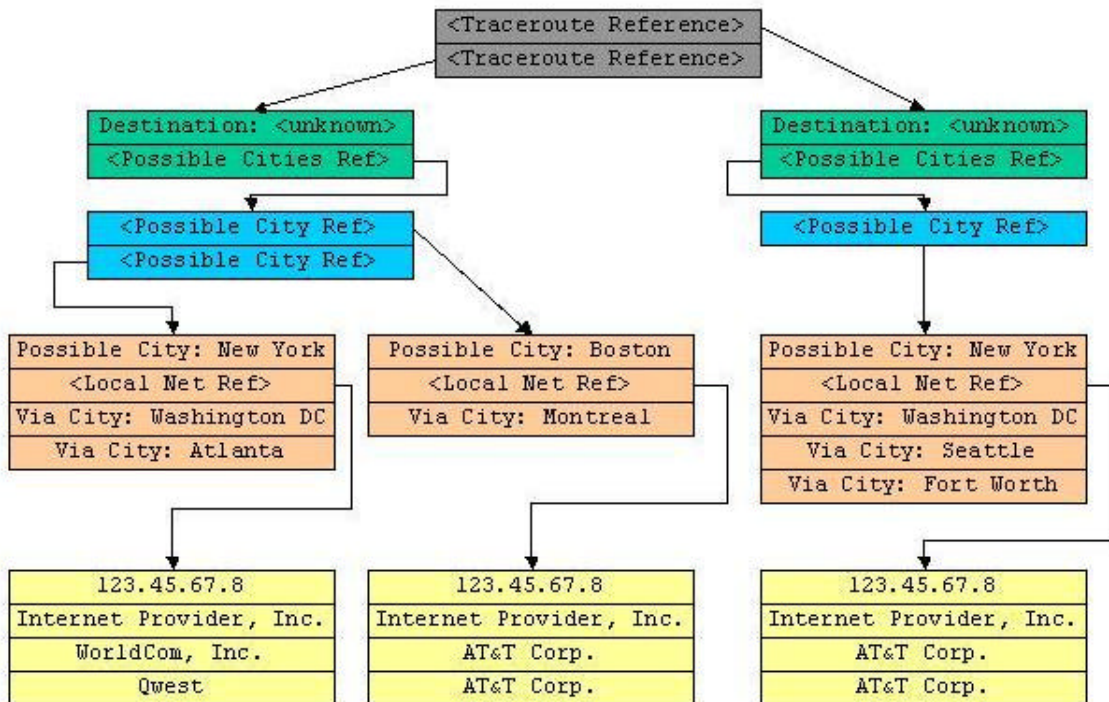 <Traceroute Reference>
<Traceroute Reference>
Destination: <unknown>
<Possible Cities Ref>
Destination: <unknown>
<Possible Cities Ref>
<Possible City Ref>
<Possible City Ref>
<Possible City Ref>
Possible City: New York
<Local Net Ref>
Via City: Washington DC
Via City: Atlanta
Possible City: Boston
<Local Net Ref>
Via City: Montreal
Possible City: New York
<Local Net Ref>
Via City: Washington DC
Via City: Seattle
Via City: Fort Worth
123.45.67.8
Internet Provider, Inc.
WorldCom, Inc.
Qwest
123.45.67.8
Internet Provider, Inc.
AT&T Corp.
AT&T Corp.
123.45.67.8
Internet Provider, Inc.
AT&T Corp.
AT&T Corp.